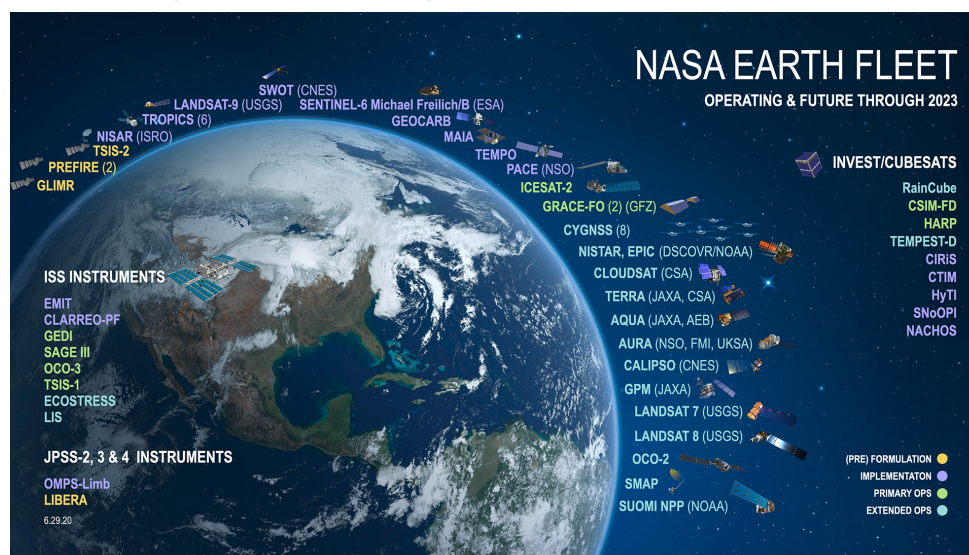 NASA EARTH FLEET
OPERATING & FUTURE THROUGH 2023
SWOT (CNES)
LANDSAT-9 (USGS)
SENTINEL-6 Michael Freilich/B (ESA)
TROPICS (6)
GEOCARB
NISAR (ISRO)
MAIA
TSIS-2
TEMPO
PREFIRE (2)
PACE (NSO)
GLIMR
ICESAT-2
GRACE-FO (2) (GFZ)
CYGNSS (8)
NISTAR, EPIC (DSCOVR/NOAA)
CLOUDSAT (CSA)
TERRA (JAXA, CSA)
AQUA (JAXA, AEB)
AURA (NSO, FMI, UKSA)
CALIPSO (CNES)
GPM (JAXA)
LANDSAT 7 (USGS)
LANDSAT 8 (USGS)
OCO-2
SMAP
SUOMI NPP (NOAA)
INVEST/CUBESATS
RainCube
CSIM-FD
HARP
TEMPEST-D
CIRiS
CTIM
HyTI
SNoOPI
NACHOS
ISS INSTRUMENTS
EMIT
CLARREO-PF
GEDI
SAGE III
OCO-3
TSIS-1
ECOSTRESS
LIS
JPSS-2, 3 & 4 INSTRUMENTS
OMPS-Limb
LIBERA
6.29.20
(PRE) FORMULATION
IMPLEMENTATON
PRIMARY OPS
EXTENDED OPS